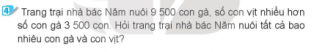 4 Trang trại nhà bác Năm nuôi 9 500 con gà, số con vịt nhiều hơn
số con gà 3 500 con. Hỏi trang trại nhà bác Năm nuôi tất cả bao
nhiêu con gà và con vịt?